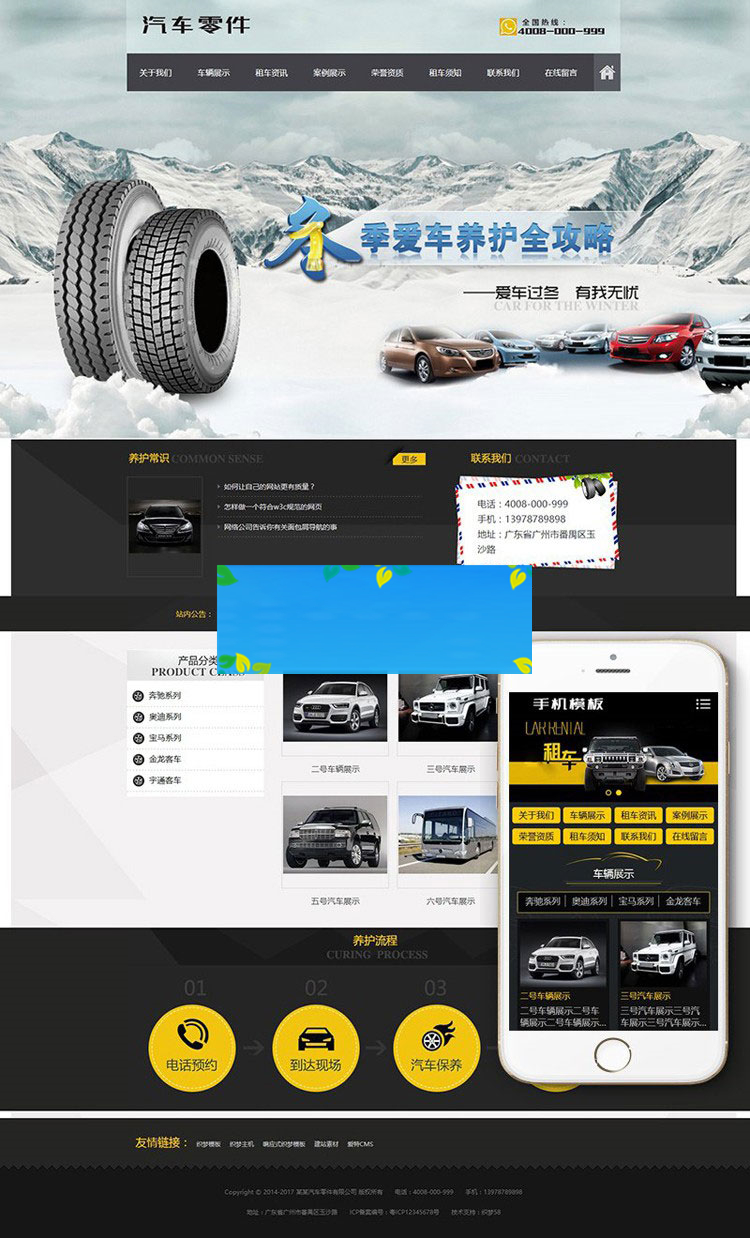 汽车零件
全国热线：
4008-000-999
关于我们 车辆展示 租车资讯 案例展示 荣誉资质 租车须知 联系我们 在线留言
冬季爱车养护全攻略
——爱车过冬 有我无忧
CAR FOR THE WINTER
养护常识 COMMON SENSE
更多
联系我们 CONTACT
如何让自己的网站更有质量？
怎样做一个符合w3c规范的网页
网络公司告诉你有关面包屑导航的事
电话：4008-000-999
手机：13978789898
地址：广东省广州市番禺区玉
沙路
站内公告：
产品分类
PRODUCT CLASS
奔驰系列
奥迪系列
宝马系列
金龙客车
宇通客车
二号车辆展示
三号汽车展示
五号汽车展示
六号汽车展示
手机模板
CAR RENTAL
租车
关于我们 车辆展示 租车资讯 案例展示
荣誉资质 租车须知 联系我们 在线留言
车辆展示
奔驰系列 奥迪系列 宝马系列 金龙客车
二号车辆展示
二号车辆展示二号车
辆展示二号车辆展示...
三号汽车展示
三号汽车展示三号汽
车展示三号汽车展示...
养护流程
CURING PROCESS
01
02
03
电话预约
到达现场
汽车保养
友情链接： 织梦模板 织梦主机 响应式织梦模板 建站素材 爱特CMS
Copyright © 2014-2017 某某汽车零件有限公司 版权所有 电话：4008-000-999 手机：13978789898
地址：广东省广州市番禺区玉沙路 ICP备案编号：粤ICP12345678号 技术支持：织梦58